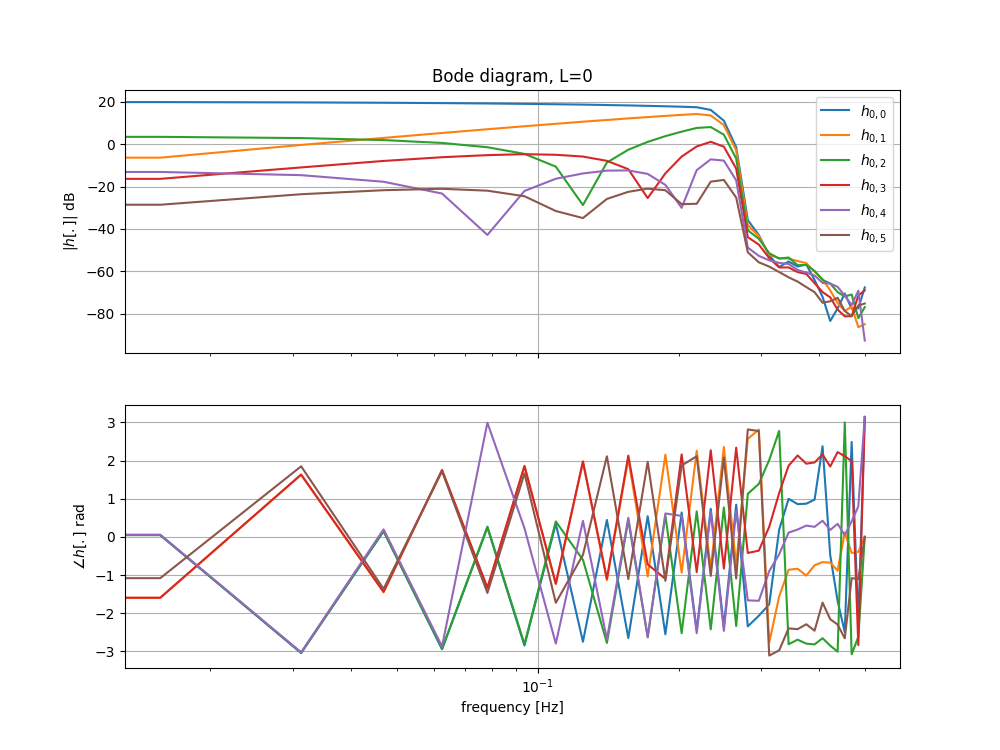 Bode diagram, L=0
|h[.]| dB
20
0
−20
−40
−60
−80
h0,0
h0,1
h0,2
h0,3
h0,4
h0,5
∠h[.] rad
3
2
1
0
−1
−2
−3
10−1
frequency [Hz]